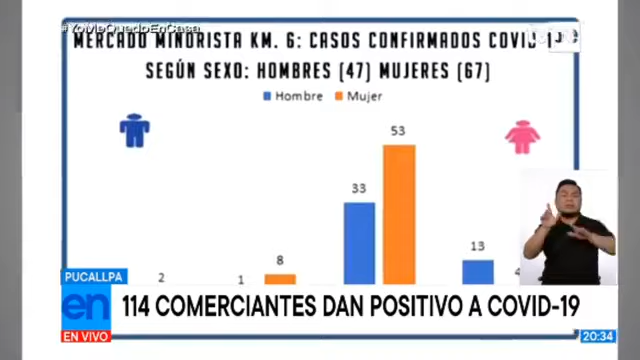 #YoMeQuedoEnCasa
MERCADO MINORISTA KM. 6: CASOS CONFIRMADOS COVID
SEGÚN SEXO: HOMBRES (47) MUJERES (67)
Hombre Mujer
53
33
13
8
2
1
PUCALLPA
en
114 COMERCIANTES DAN POSITIVO A COVID-19
EN VIVO
20:34